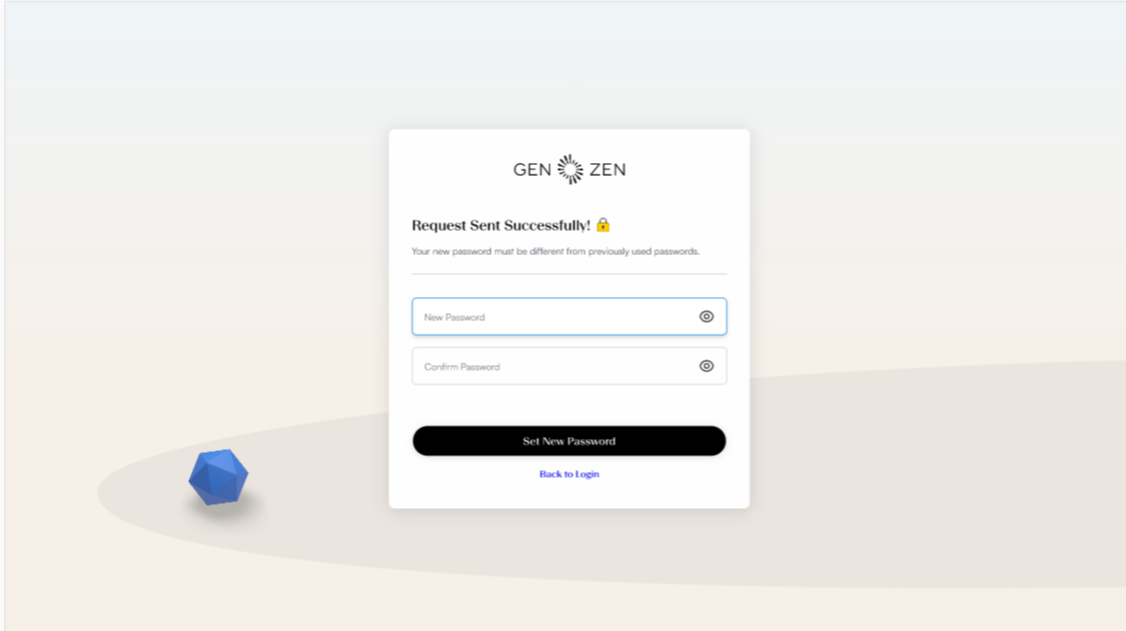 GEN ZEN
Request Sent Successfully! 🔒
Your new password must be different from previously used passwords.
New Password
Confirm Password
Set New Password
Back to Login